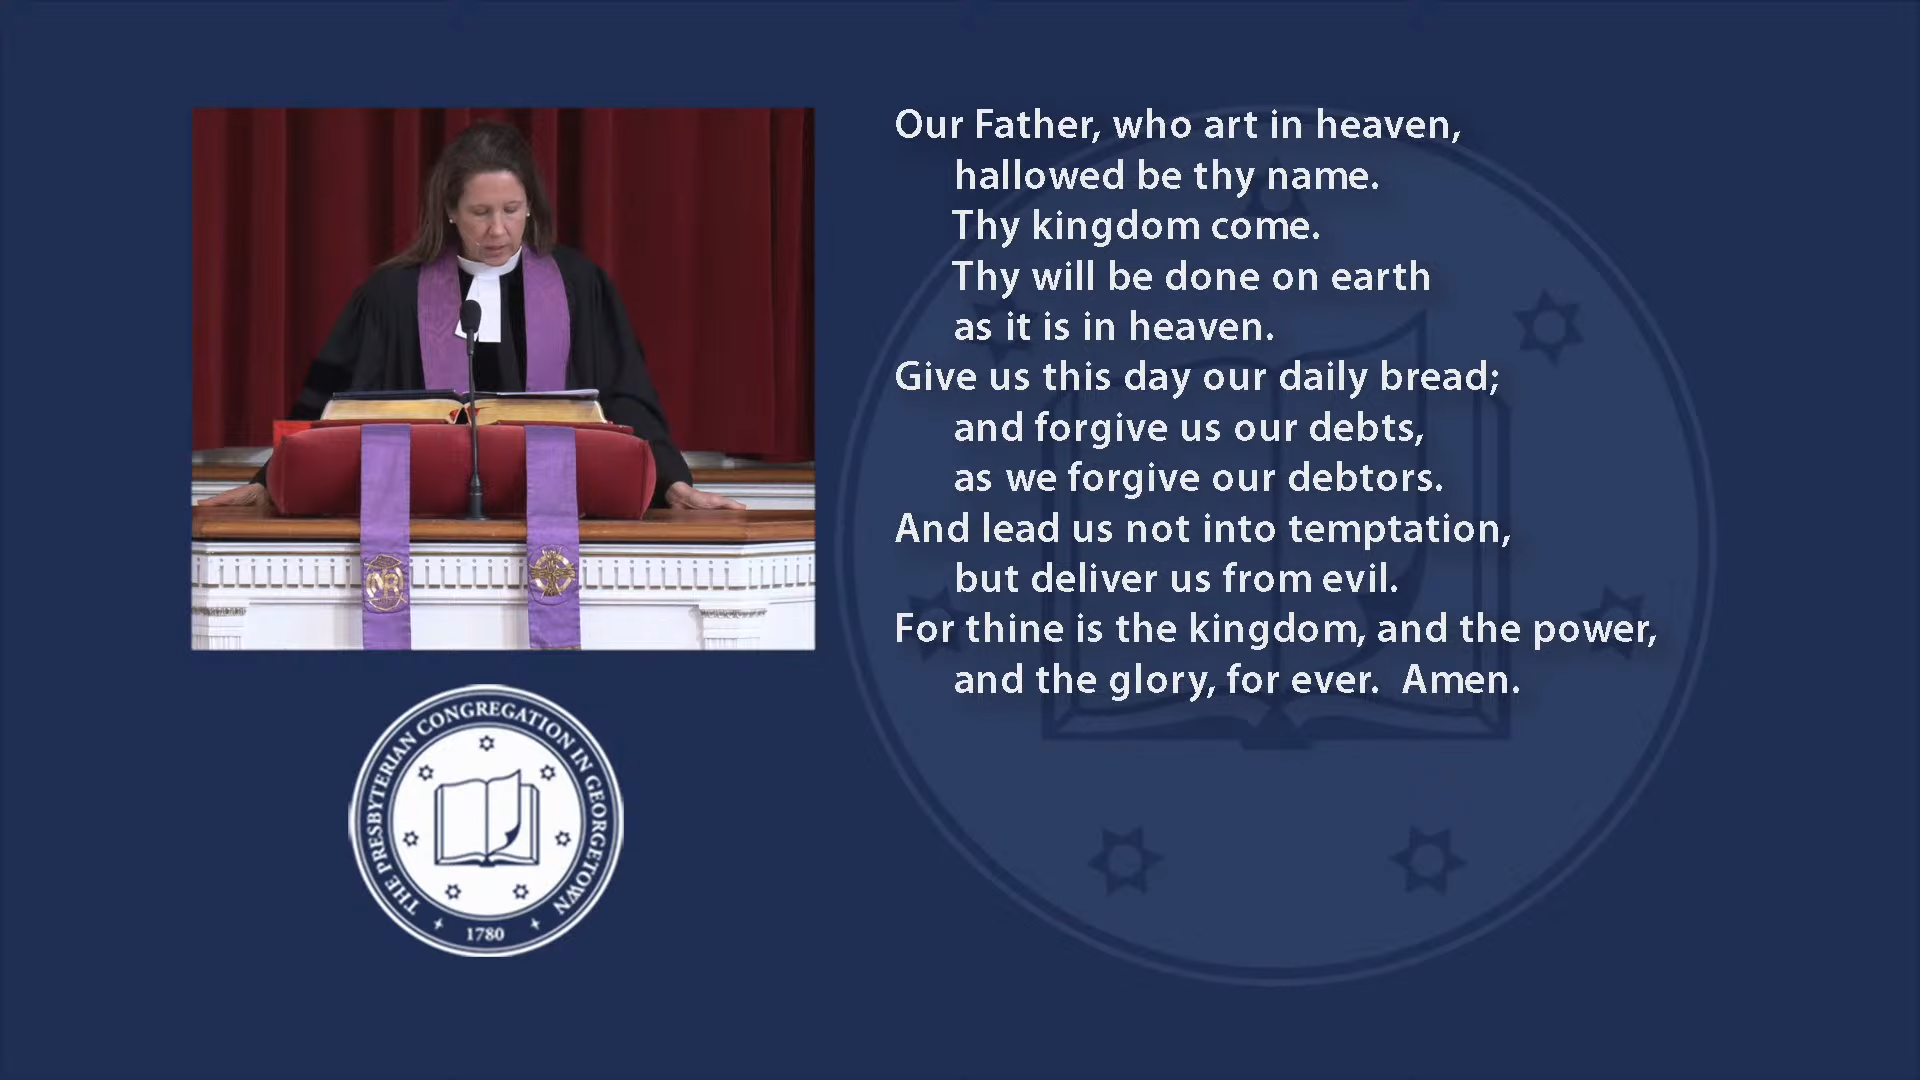 Our Father, who art in heaven,
hallowed be thy name.
Thy kingdom come.
Thy will be done on earth
as it is in heaven.
Give us this day our daily bread;
and forgive us our debts,
as we forgive our debtors.
And lead us not into temptation,
but deliver us from evil.
For thine is the kingdom, and the power,
and the glory, for ever.  Amen.
THE PRESBYTERIAN CONGREGATION IN GEORGETOWN
1780